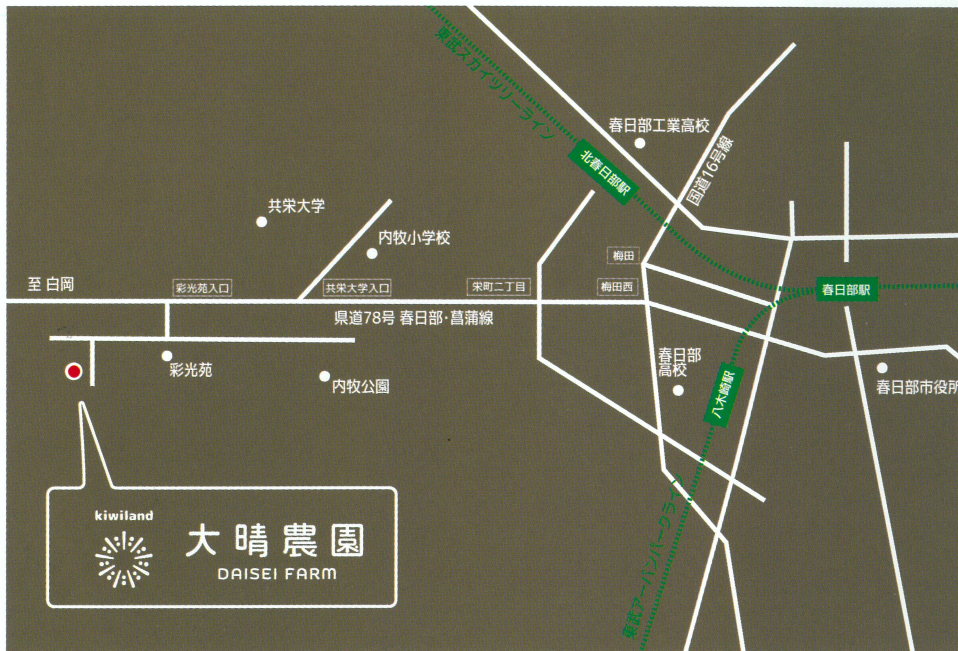 東武スカイツリーライン
春日部工業高校
北春日部駅
国道16号線
共栄大学
内牧小学校
梅田
至 白岡
彩光苑入口
共栄大学入口
栄町二丁目
梅田西
春日部駅
県道78号 春日部・菖蒲線
彩光苑
内牧公園
春日部
高校
八木崎駅
春日部市役所
東武アーバンパークライン
kiwiland
大晴農園
DAISEI FARM